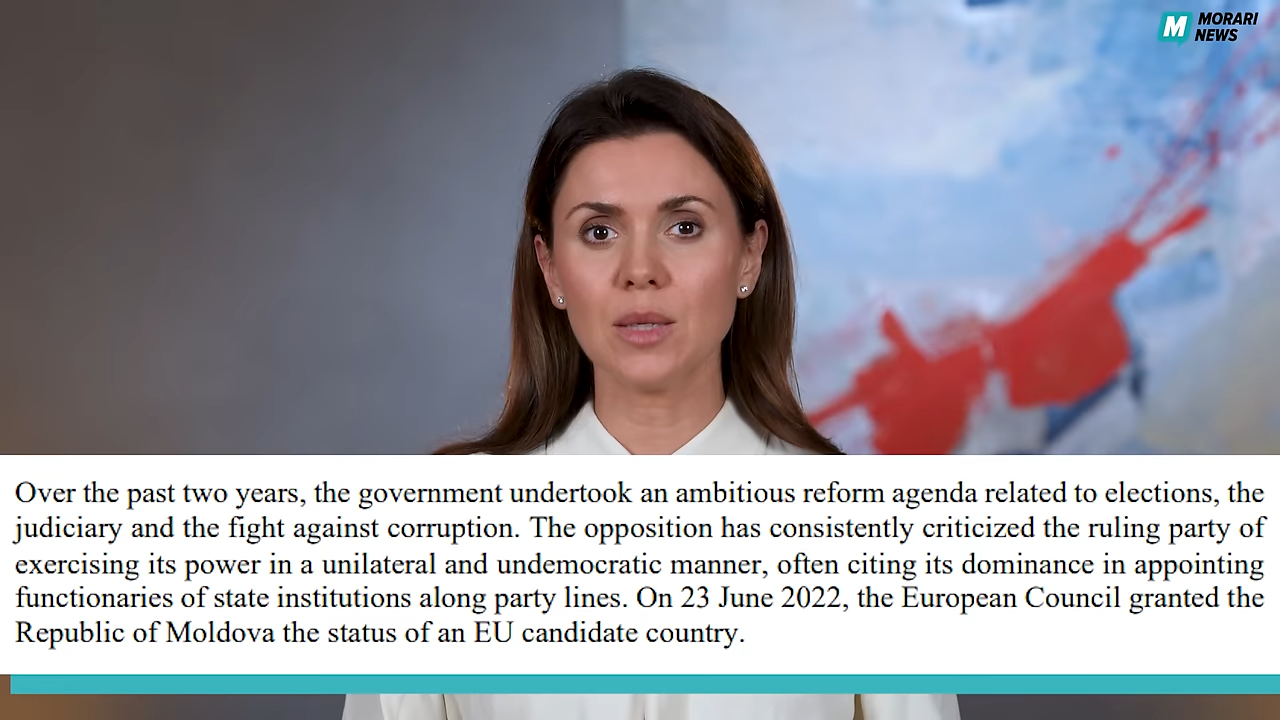 M MORARI
NEWS
Over the past two years, the government undertook an ambitious reform agenda related to elections, the
judiciary and the fight against corruption. The opposition has consistently criticized the ruling party of
exercising its power in a unilateral and undemocratic manner, often citing its dominance in appointing
functionaries of state institutions along party lines. On 23 June 2022, the European Council granted the
Republic of Moldova the status of an EU candidate country.